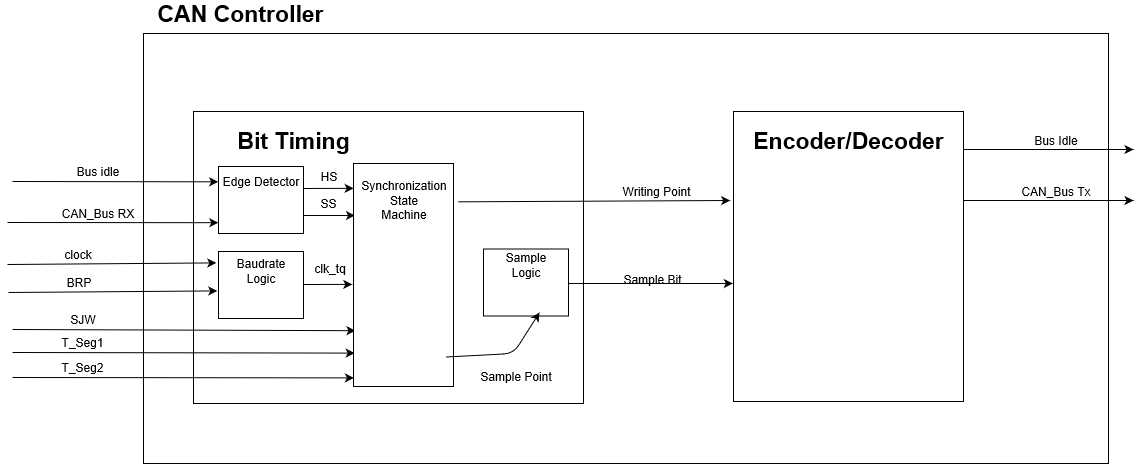 CAN Controller
Bit Timing
Encoder/Decoder
Bus idle
Edge Detector
HS
Synchronization
State
Machine
Bus Idle
CAN_Bus RX
SS
Writing Point
CAN_Bus Tx
clock
Baudrate
Logic
clk_tq
Sample
Logic
BRP
Sample Bit
SJW
T_Seg1
T_Seg2
Sample Point